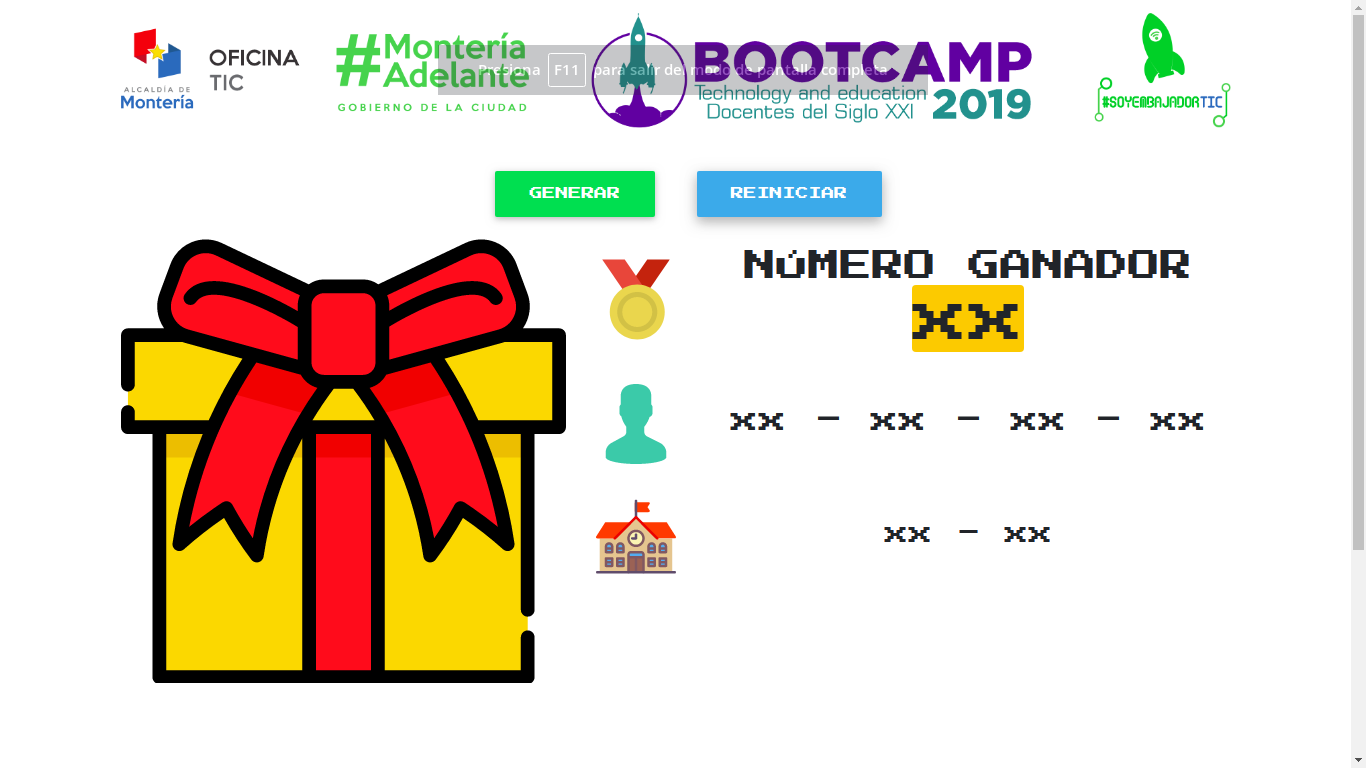 ALCALDÍA DE
Montería
OFICINA
TIC
#Montería
Adelante
GOBIERNO DE LA CIUDAD
Presiona F11 para salir del modo de pantalla completa
BOOTCAMP
Technology and education
Docentes del Siglo XXI
2019
#SOYEMBAJADORTIC
GENERAR
REINICIAR
NúMERO GANADOR
XX
xx - xx - xx - xx
xx - xx